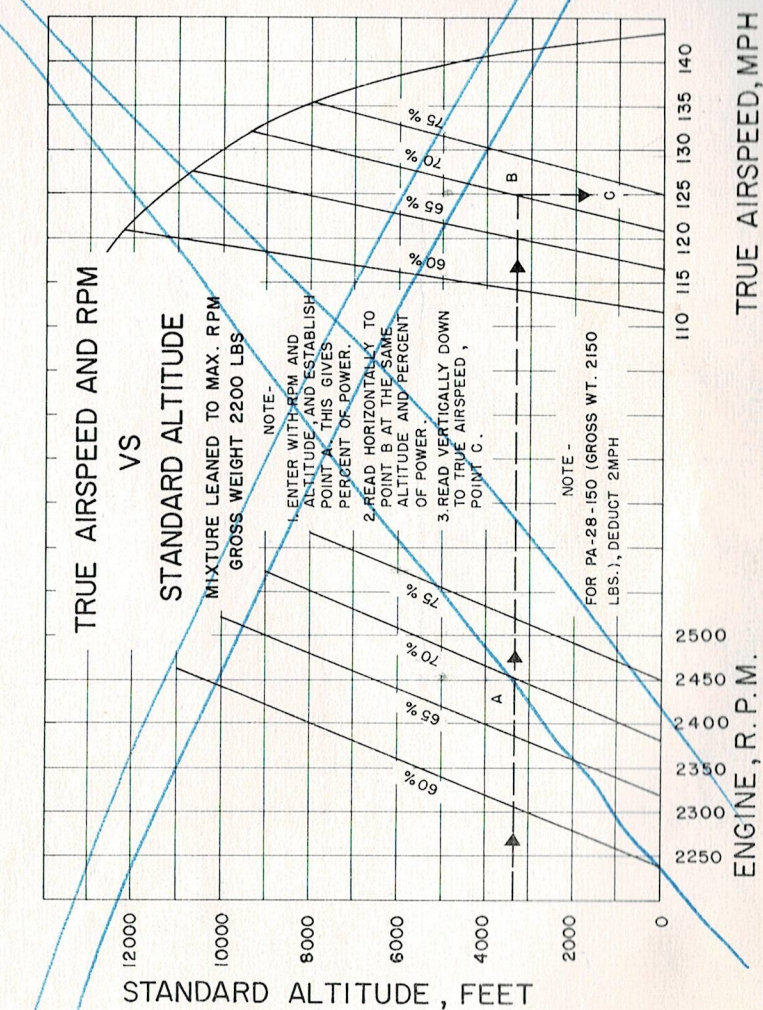 TRUE AIRSPEED AND RPM
VS
STANDARD ALTITUDE
MIXTURE LEANED TO MAX. RPM
GROSS WEIGHT 2200 LBS
NOTE-
1. ENTER WITH RPM AND
ALTITUDE, AND ESTABLISH
POINT A. THIS GIVES
PERCENT OF POWER.
2. READ HORIZONTALLY TO
POINT B AT THE SAME
ALTITUDE AND PERCENT
OF POWER.
3. READ VERTICALLY DOWN
TO TRUE AIRSPEED,
POINT C.
NOTE -
FOR PA-28-150 (GROSS WT. 2150
LBS.), DEDUCT 2MPH
60%
65%
70%
75%
60%
65%
70%
75%
A
B
C
12000
10000
8000
6000
4000
2000
0
STANDARD ALTITUDE, FEET
2250 2300 2350 2400 2450 2500
ENGINE, R.P.M.
110 115 120 125 130 135 140
TRUE AIRSPEED, MPH